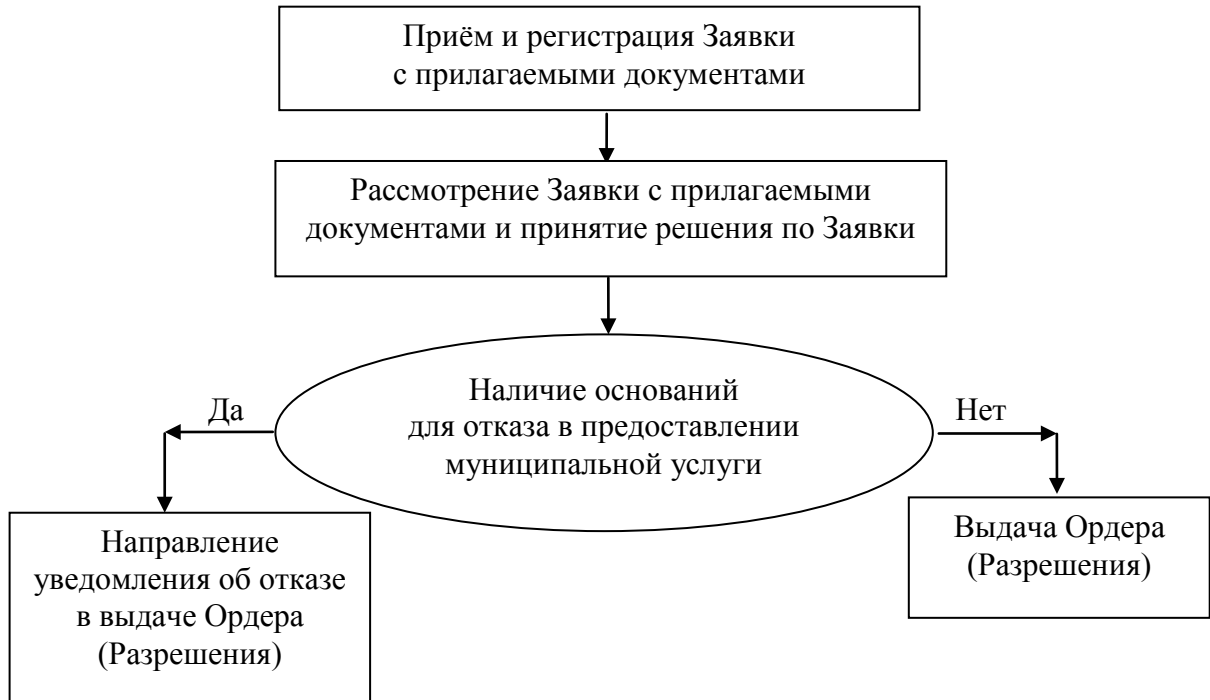 Приём и регистрация Заявки
с прилагаемыми документами
Рассмотрение Заявки с прилагаемыми
документами и принятие решения по Заявки
Наличие оснований
для отказа в предоставлении
муниципальной услуги
Да
Нет
Направление
уведомления об отказе
в выдаче Ордера
(Разрешения)
Выдача Ордера
(Разрешения)